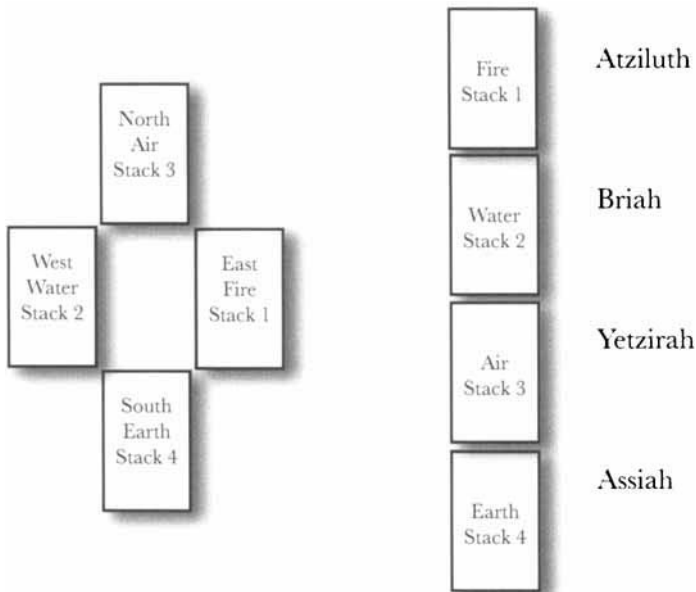 North
Air
Stack 3
West
Water
Stack 2
East
Fire
Stack 1
South
Earth
Stack 4
Fire
Stack 1
Atziluth
Water
Stack 2
Briah
Air
Stack 3
Yetzirah
Earth
Stack 4
Assiah